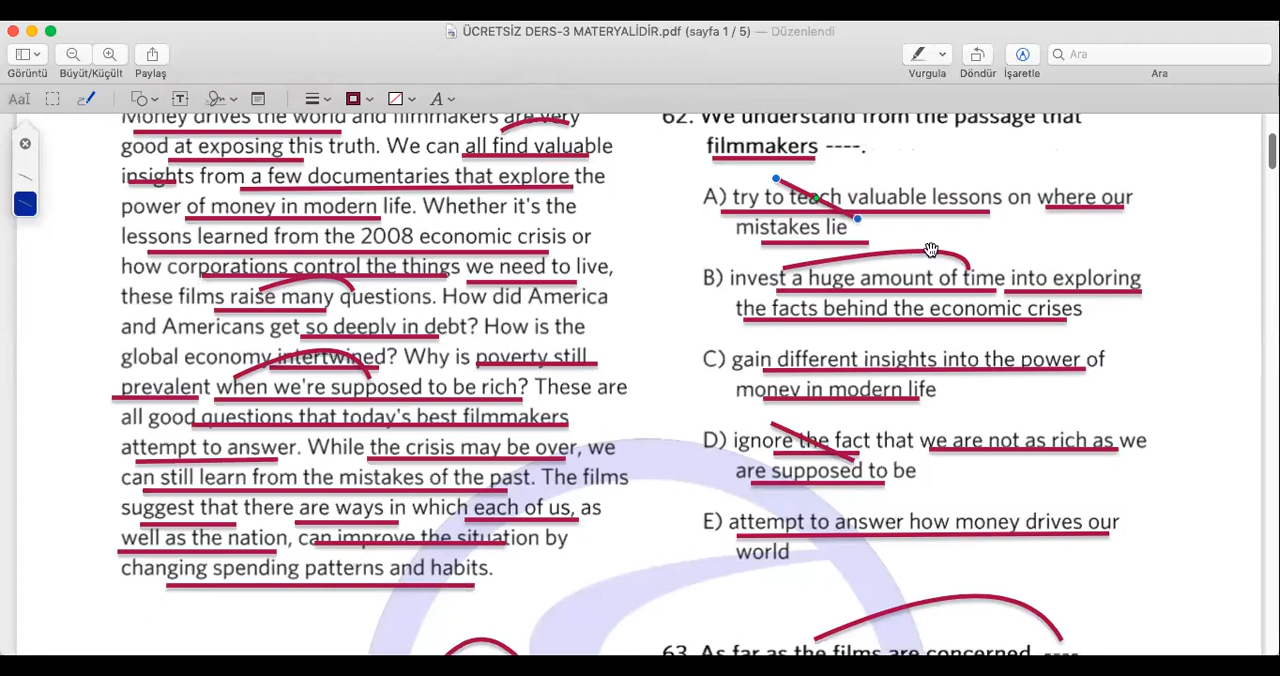 ÜCRETSİZ DERS-3 MATERYALİDİR.pdf (sayfa 1 / 5) — Düzenlendi
Görüntü
Büyüt/Küçült
Paylaş
Vurgula
Döndür
İşaretle
Ara
Ara
AaI
T
A
Money drives the world and filmmakers are very
good at exposing this truth. We can all find valuable
insights from a few documentaries that explore the
power of money in modern life. Whether it's the
lessons learned from the 2008 economic crisis or
how corporations control the things we need to live,
these films raise many questions. How did America
and Americans get so deeply in debt? How is the
global economy intertwined? Why is poverty still
prevalent when we're supposed to be rich? These are
all good questions that today's best filmmakers
attempt to answer. While the crisis may be over, we
can still learn from the mistakes of the past. The films
suggest that there are ways in which each of us, as
well as the nation, can improve the situation by
changing spending patterns and habits.
62. We understand from the passage that
filmmakers ----.
A) try to teach valuable lessons on where our
mistakes lie
B) invest a huge amount of time into exploring
the facts behind the economic crises
C) gain different insights into the power of
money in modern life
D) ignore the fact that we are not as rich as we
are supposed to be
E) attempt to answer how money drives our
world
63. As far as the films are concerned, ----